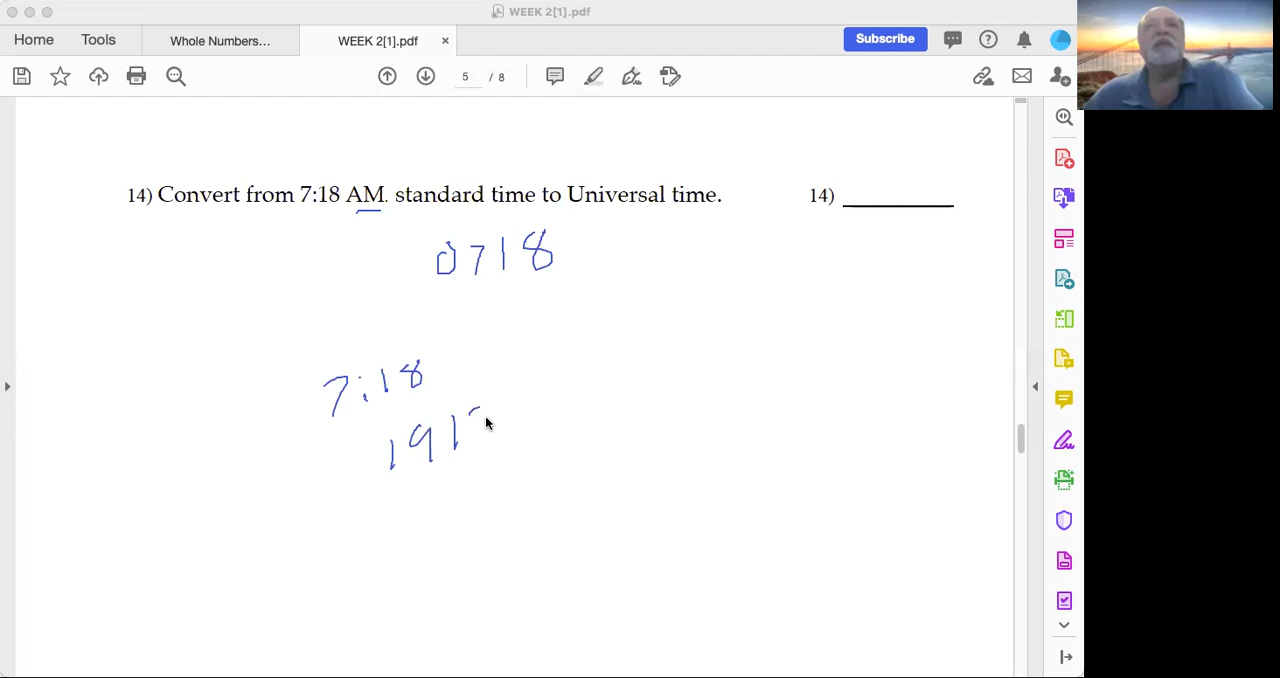 WEEK 2[1].pdf
Home Tools Whole Numbers... WEEK 2[1].pdf × Subscribe
5 / 8
14) Convert from 7:18 AM. standard time to Universal time. 14)
0718
7:18
191